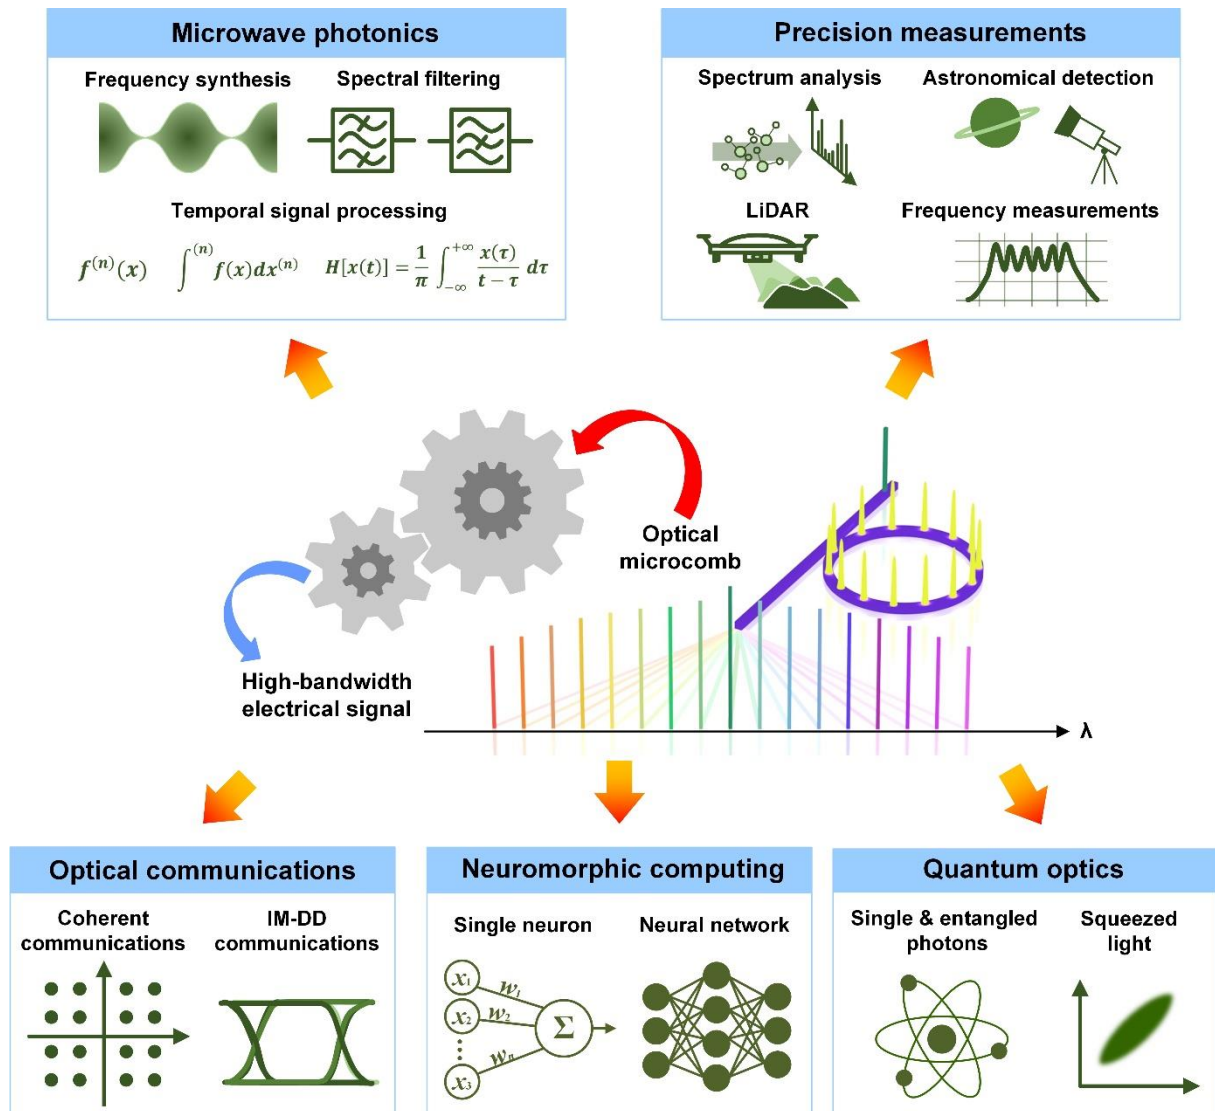 Microwave photonics
Frequency synthesis
Spectral filtering
Temporal signal processing
f⁽ⁿ⁾(x)
∫⁽ⁿ⁾ f(x)dx⁽ⁿ⁾
H[x(t)] = 1/π ∫₋∞⁺∞ x(τ)/(t − τ) dτ
Precision measurements
Spectrum analysis
Astronomical detection
LiDAR
Frequency measurements
Optical
microcomb
High-bandwidth
electrical signal
λ
Optical communications
Coherent
communications
IM-DD
communications
Neuromorphic computing
Single neuron
Neural network
x₁
w₁
x₂
w₂
Σ
wₙ
x₃
Quantum optics
Single & entangled
photons
Squeezed
light